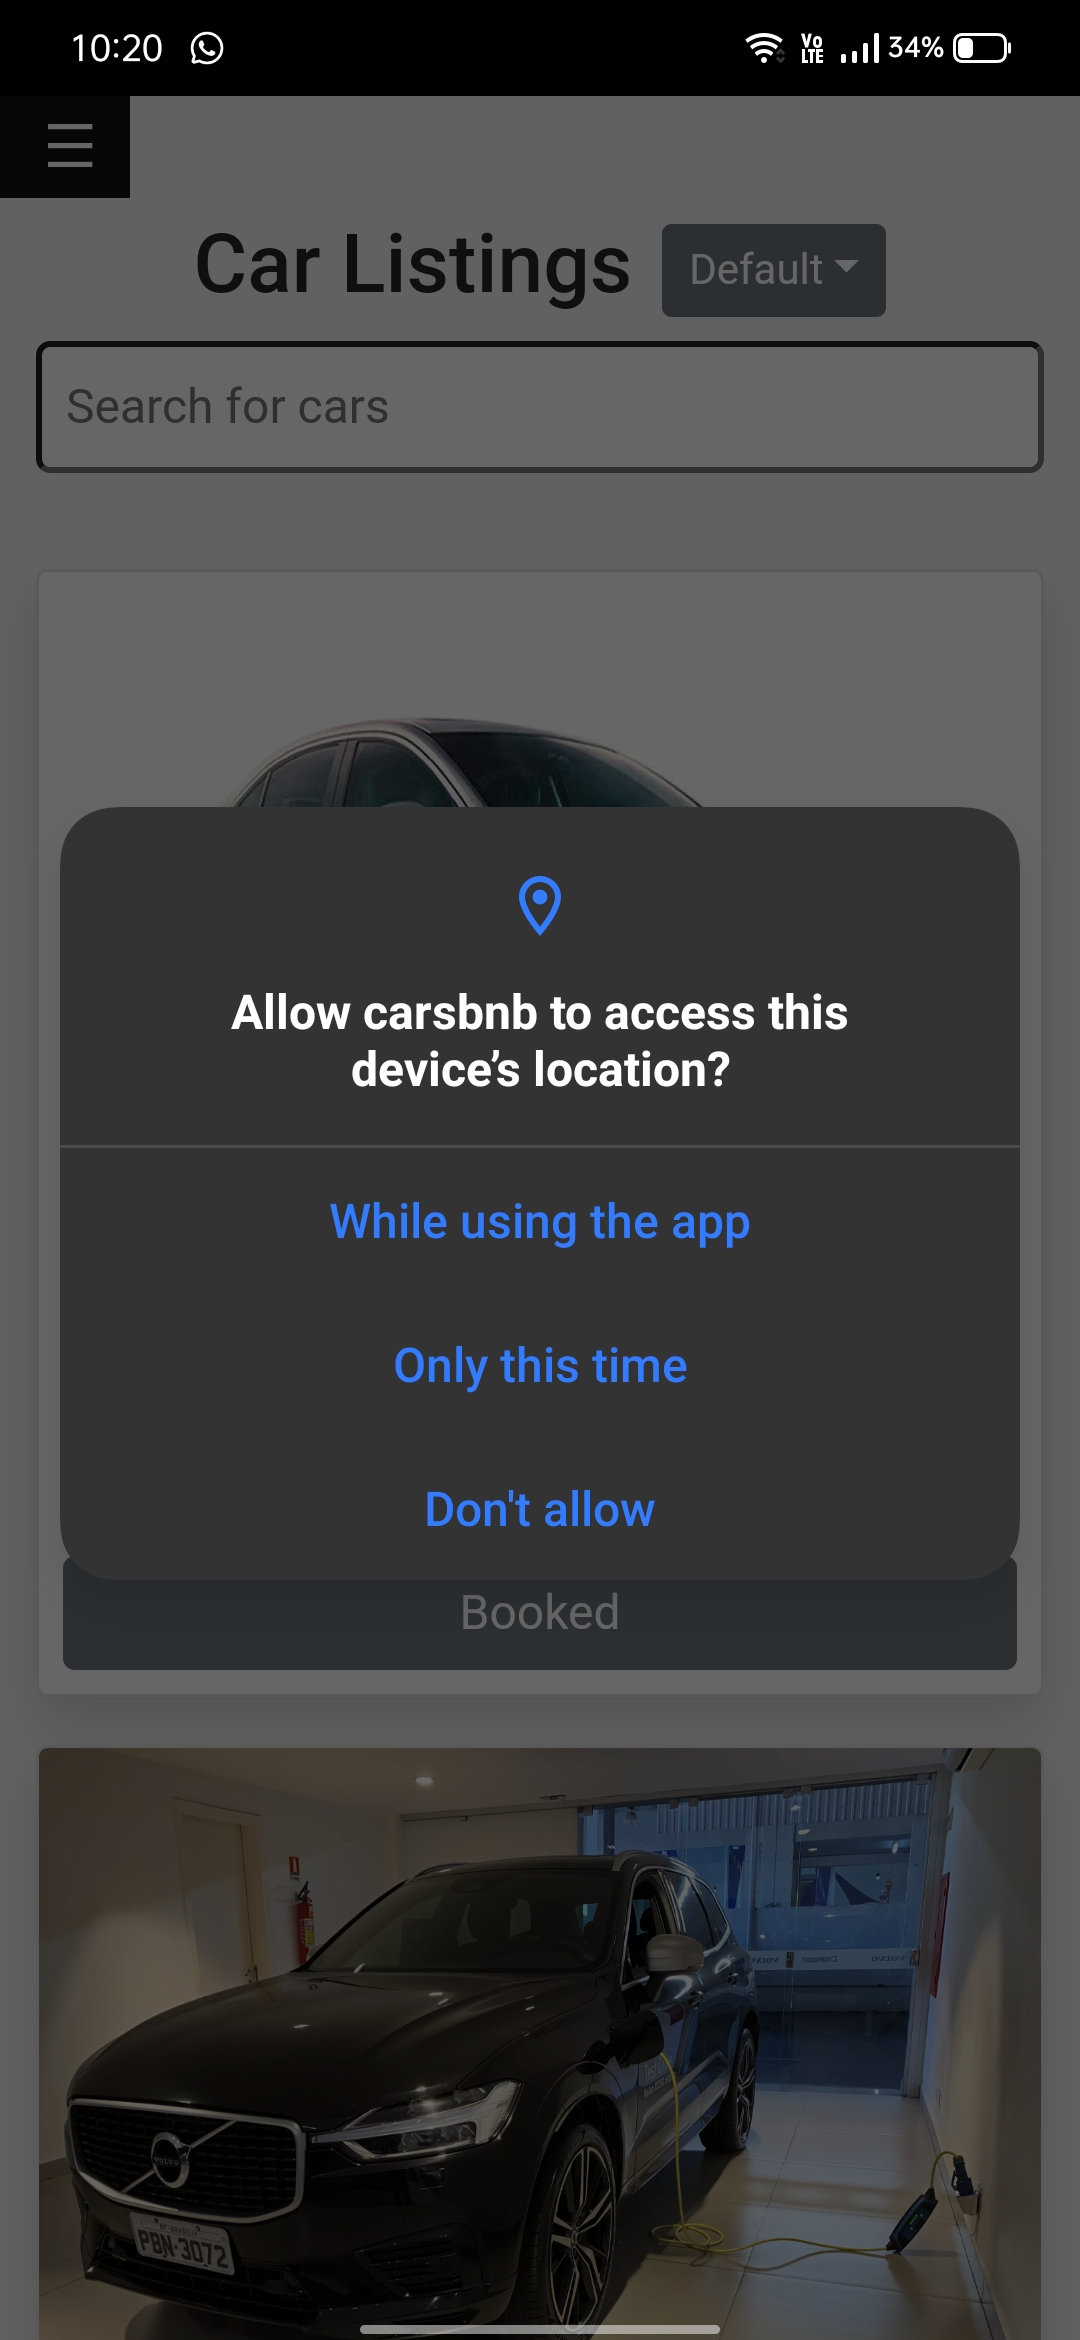 10:20 Vo LTE 34%
Car Listings Default
Search for cars
Allow carsbnb to access this
device’s location?
While using the app
Only this time
Don't allow
Booked
VOLVO
PBN-3072